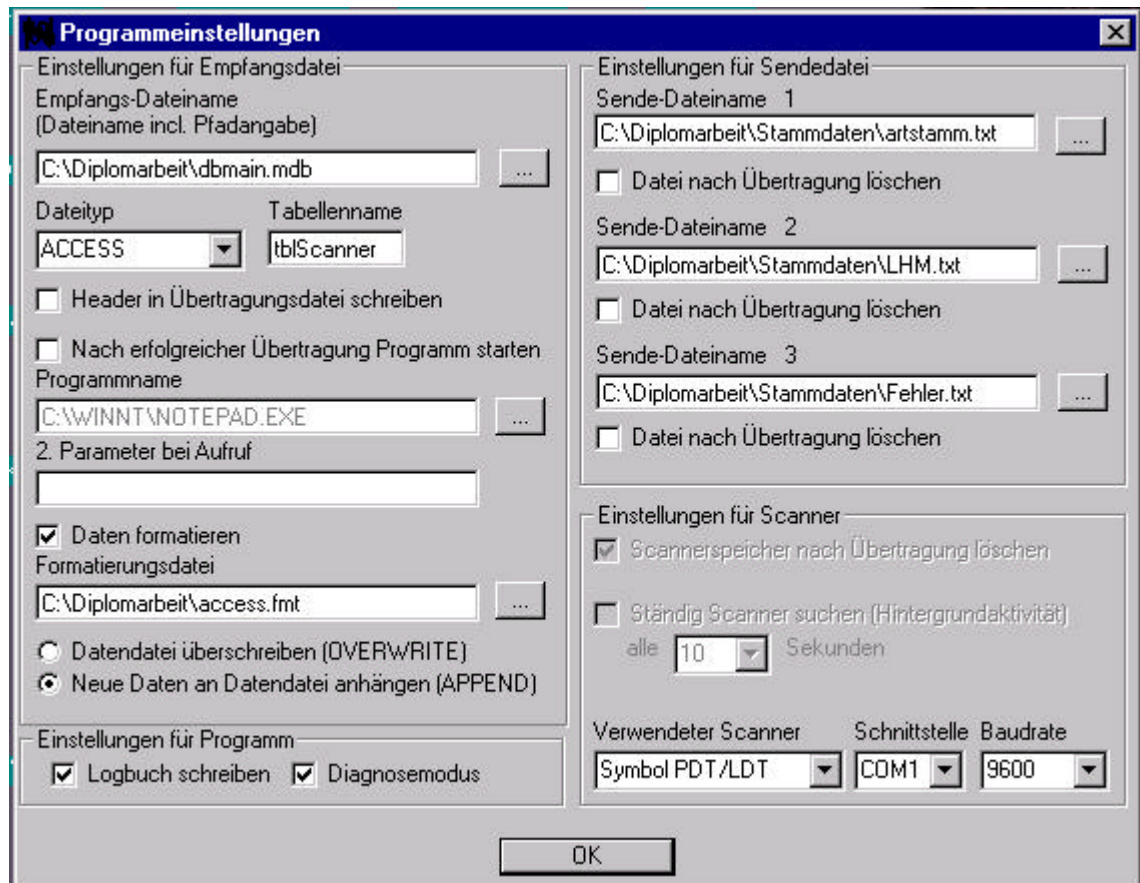 Programmeinstellungen
Einstellungen für Empfangsdatei
Empfangs-Dateiname
(Dateiname incl. Pfadangabe)
C:\Diplomarbeit\dbmain.mdb
...
Dateityp
Tabellenname
ACCESS
tblScanner
Header in Übertragungsdatei schreiben
Nach erfolgreicher Übertragung Programm starten
Programmname
C:\WINNT\NOTEPAD.EXE
...
2. Parameter bei Aufruf
Daten formatieren
Formatierungsdatei
C:\Diplomarbeit\access.fmt
...
Datendatei überschreiben (OVERWRITE)
Neue Daten an Datendatei anhängen (APPEND)
Einstellungen für Programm
Logbuch schreiben
Diagnosemodus
Einstellungen für Sendedatei
Sende-Dateiname 1
C:\Diplomarbeit\Stammdaten\artstamm.txt
...
Datei nach Übertragung löschen
Sende-Dateiname 2
C:\Diplomarbeit\Stammdaten\LHM.txt
...
Datei nach Übertragung löschen
Sende-Dateiname 3
C:\Diplomarbeit\Stammdaten\Fehler.txt
...
Datei nach Übertragung löschen
Einstellungen für Scanner
Scannerspeicher nach Übertragung löschen
Ständig Scanner suchen (Hintergrundaktivität)
alle 10 Sekunden
Verwendeter Scanner
Schnittstelle
Baudrate
Symbol PDT/LDT
COM1
9600
OK